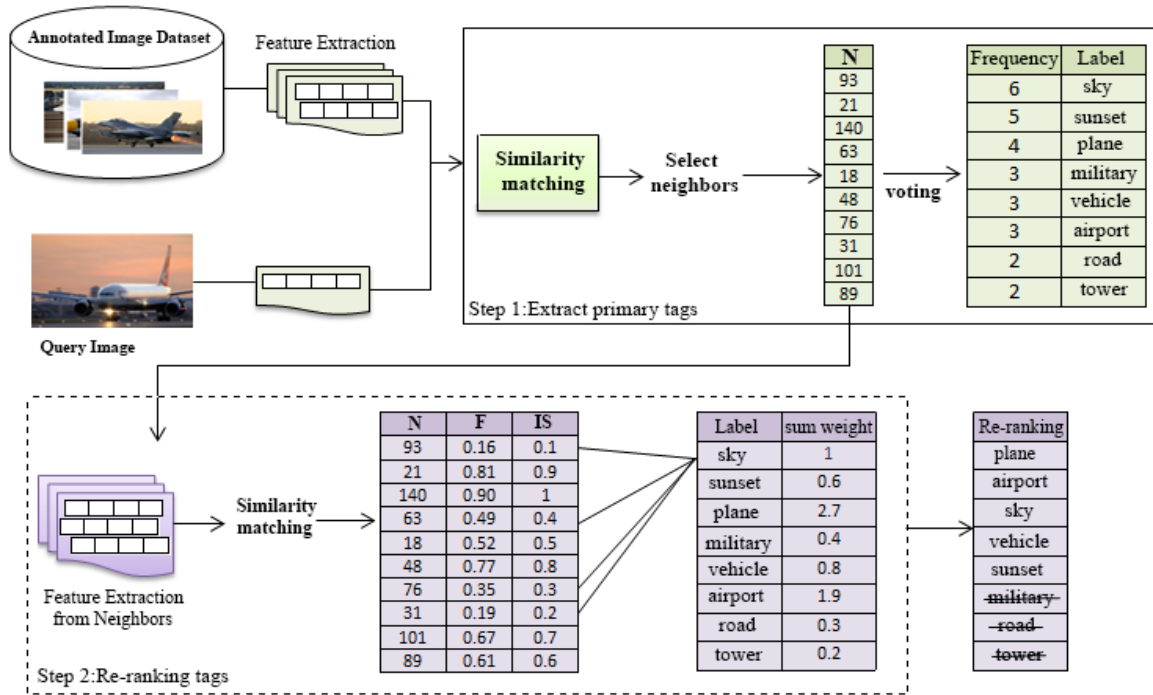 Annotated Image Dataset
Feature Extraction
Query Image
Similarity
matching
Select
neighbors
N
93
21
140
63
18
48
76
31
101
89
voting
Frequency Label
6 sky
5 sunset
4 plane
3 military
3 vehicle
3 airport
2 road
2 tower
Step 1:Extract primary tags
Feature Extraction
from Neighbors
Similarity
matching
N F IS
93 0.16 0.1
21 0.81 0.9
140 0.90 1
63 0.49 0.4
18 0.52 0.5
48 0.77 0.8
76 0.35 0.3
31 0.19 0.2
101 0.67 0.7
89 0.61 0.6
Label sum weight
sky 1
sunset 0.6
plane 2.7
military 0.4
vehicle 0.8
airport 1.9
road 0.3
tower 0.2
Step 2:Re-ranking tags
Re-ranking
plane
airport
sky
vehicle
sunset
military
road
tower